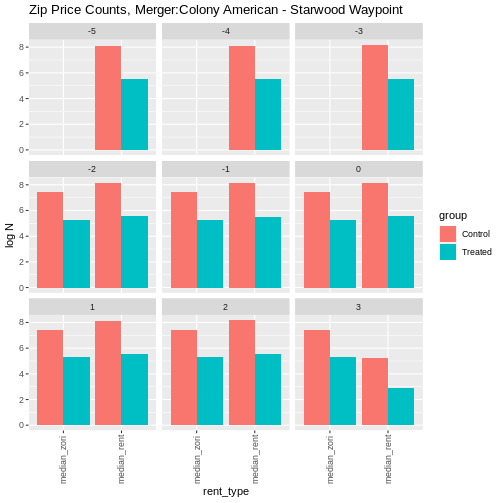 Zip Price Counts, Merger:Colony American - Starwood Waypoint
-5
-4
-3
8
6
4
2
0
-2
-1
0
8
6
4
2
0
1
2
3
8
6
4
2
0
log N
median_zori
median_rent
median_zori
median_rent
median_zori
median_rent
rent_type
group
Control
Treated